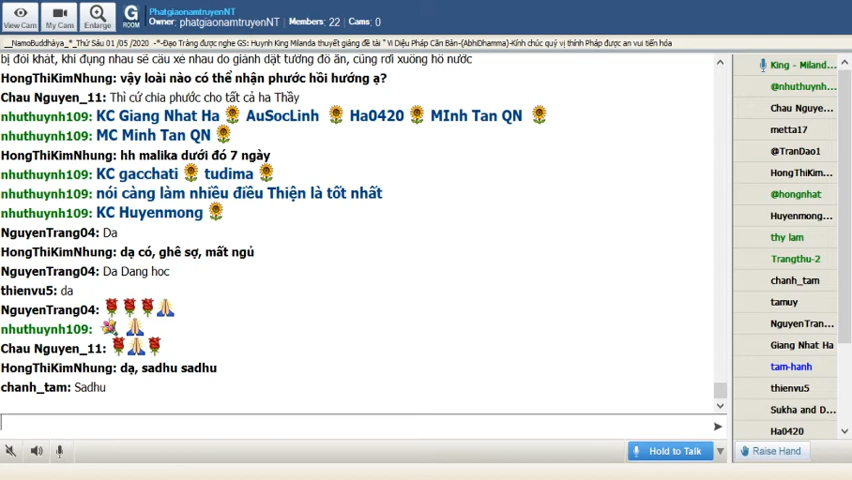 View Cam
My Cam
Enlarge
G
ROOM
PhatgiaonamtruyenNT
Owner: phatgiaonamtruyenNT | Members: 22 | Cams: 0
__NamoBuddhàya_*_Thứ Sáu 01 /05 /2020 -*-Đạo Tràng được nghe GS: Huynh King Milanda thuyết giảng đề tài " Vi Diệu Pháp Căn Bản-(AbhiDhamma)-Kính chúc quý vị thính Pháp được an vui tiến hóa
bị đói khát, khi đụng nhau sẽ cấu xé nhau do giành dật tưởng đồ ăn, cũng rơi xuống hồ nước
HongThiKimNhung: vậy loài nào có thể nhận phước hồi hướng ạ?
Chau Nguyen_11: Thì cứ chia phước cho tất cả ha Thầy
nhuthuynh109: KC Giang Nhat Ha AuSocLinh Ha0420 MInh Tan QN
nhuthuynh109: MC Minh Tan QN
HongThiKimNhung: hh malika dưới đó 7 ngày
nhuthuynh109: KC gacchati tudima
nhuthuynh109: nói càng làm nhiều điều Thiện là tốt nhất
nhuthuynh109: KC Huyenmong
NguyenTrang04: Da
HongThiKimNhung: dạ có, ghê sợ, mất ngủ
NguyenTrang04: Da Dang hoc
thienvu5: da
NguyenTrang04:
nhuthuynh109:
Chau Nguyen_11:
HongThiKimNhung: dạ, sadhu sadhu
chanh_tam: Sadhu
King - Miland...
@nhuthuynh...
Chau Nguye...
metta17
@TranDao1
HongThiKim...
@hongnhat
Huyenmong...
thy lam
Trangthu-2
chanh_tam
tamuy
NguyenTran...
Giang Nhat Ha
tam-hanh
thienvu5
Sukha and D...
Ha0420
Hold to Talk
Raise Hand